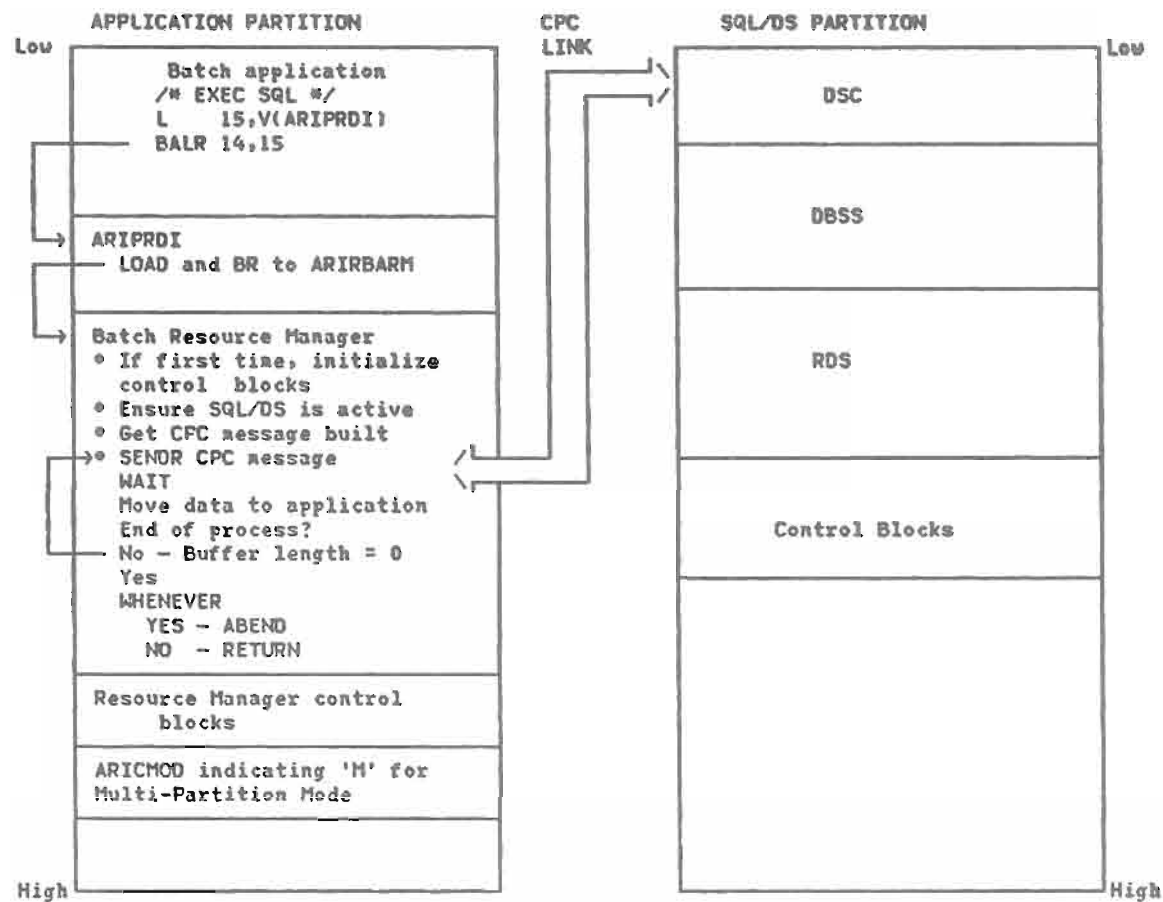 APPLICATION PARTITION
CPC
LINK
SQL/DS PARTITION
Low
Low
Batch application
/* EXEC SQL */
L 15,V(ARIPRDI)
BALR 14,15
ARIPRDI
LOAD and BR to ARIRBARM
Batch Resource Manager
• If first time, initialize
control blocks
• Ensure SQL/DS is active
• Get CPC message built
• SENDR CPC message
WAIT
Move data to application
End of process?
No - Buffer length = 0
Yes
WHENEVER
YES - ABEND
NO - RETURN
Resource Manager control
blocks
ARICMOD indicating 'M' for
Multi-Partition Mode
High
DSC
DBSS
RDS
Control Blocks
High